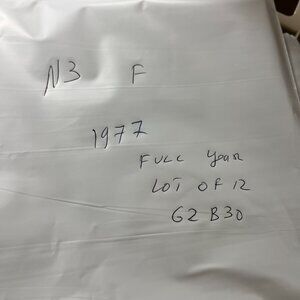 N3 F
1977
FULL Year
LOT OF 12
G2 B30